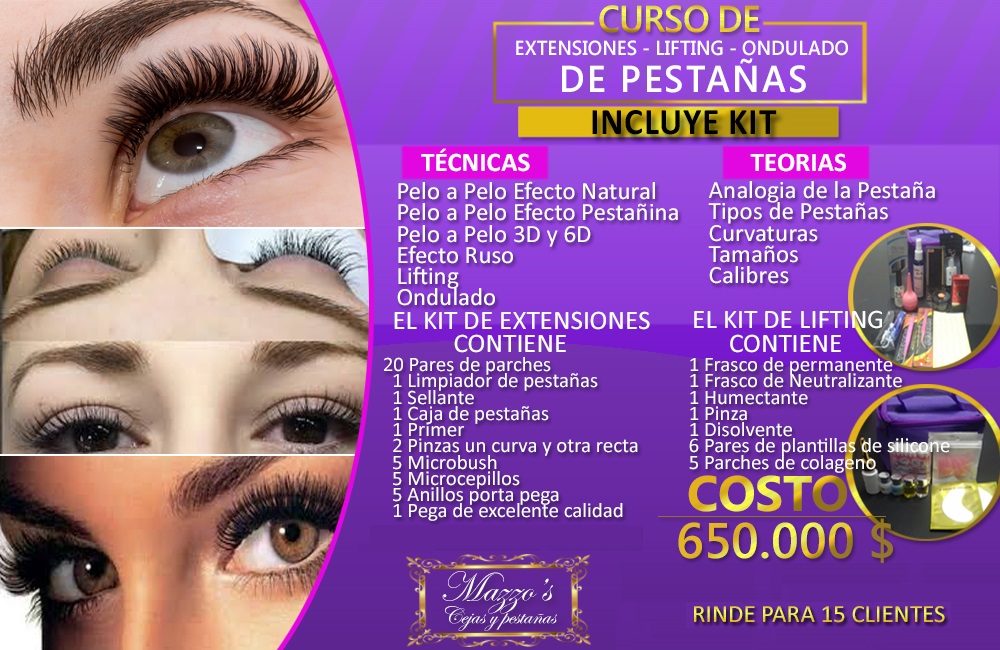 CURSO DE
EXTENSIONES - LIFTING - ONDULADO
DE PESTAÑAS
INCLUYE KIT
TÉCNICAS
Pelo a Pelo Efecto Natural
Pelo a Pelo Efecto Pestañina
Pelo a Pelo 3D y 6D
Efecto Ruso
Lifting
Ondulado
TEORIAS
Analogia de la Pestaña
Tipos de Pestañas
Curvaturas
Tamaños
Calibres
EL KIT DE EXTENSIONES
CONTIENE
20 Pares de parches
1 Limpiador de pestañas
1 Sellante
1 Caja de pestañas
1 Primer
2 Pinzas un curva y otra recta
5 Microbush
5 Microcepillos
5 Anillos porta pega
1 Pega de excelente calidad
EL KIT DE LIFTING
CONTIENE
1 Frasco de permanente
1 Frasco de Neutralizante
1 Humectante
1 Pinza
1 Disolvente
6 Pares de plantillas de silicone
5 Parches de colageno
COSTO
650.000 $
Mazzo's
Cejas y pestañas
RINDE PARA 15 CLIENTES